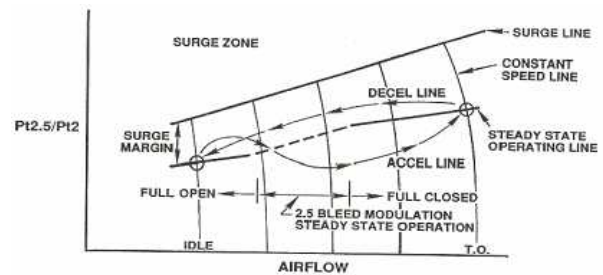 SURGE ZONE
SURGE LINE
CONSTANT
SPEED LINE
DECEL LINE
Pt2.5/Pt2
SURGE
MARGIN
STEADY STATE
OPERATING LINE
ACCEL LINE
FULL OPEN
FULL CLOSED
2.5 BLEED MODULATION
STEADY STATE OPERATION
IDLE
T.O.
AIRFLOW